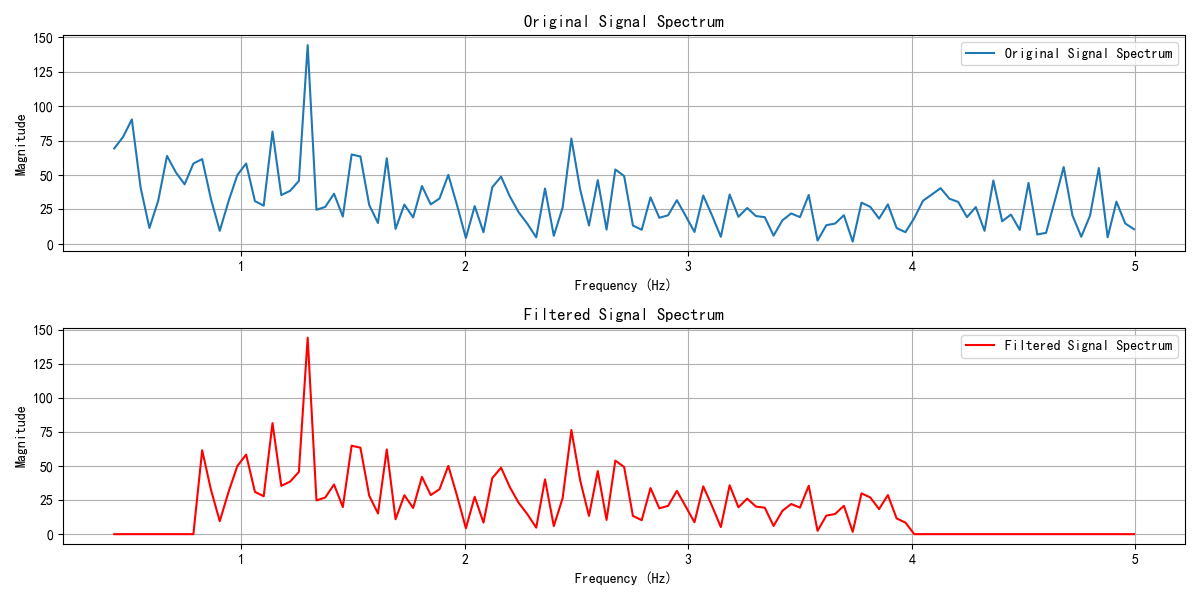 Original Signal Spectrum
150
125
100
75
50
25
0
Magnitude
Original Signal Spectrum
1 2 3 4 5
Frequency (Hz)
Filtered Signal Spectrum
150
125
100
75
50
25
0
Magnitude
Filtered Signal Spectrum
1 2 3 4 5
Frequency (Hz)